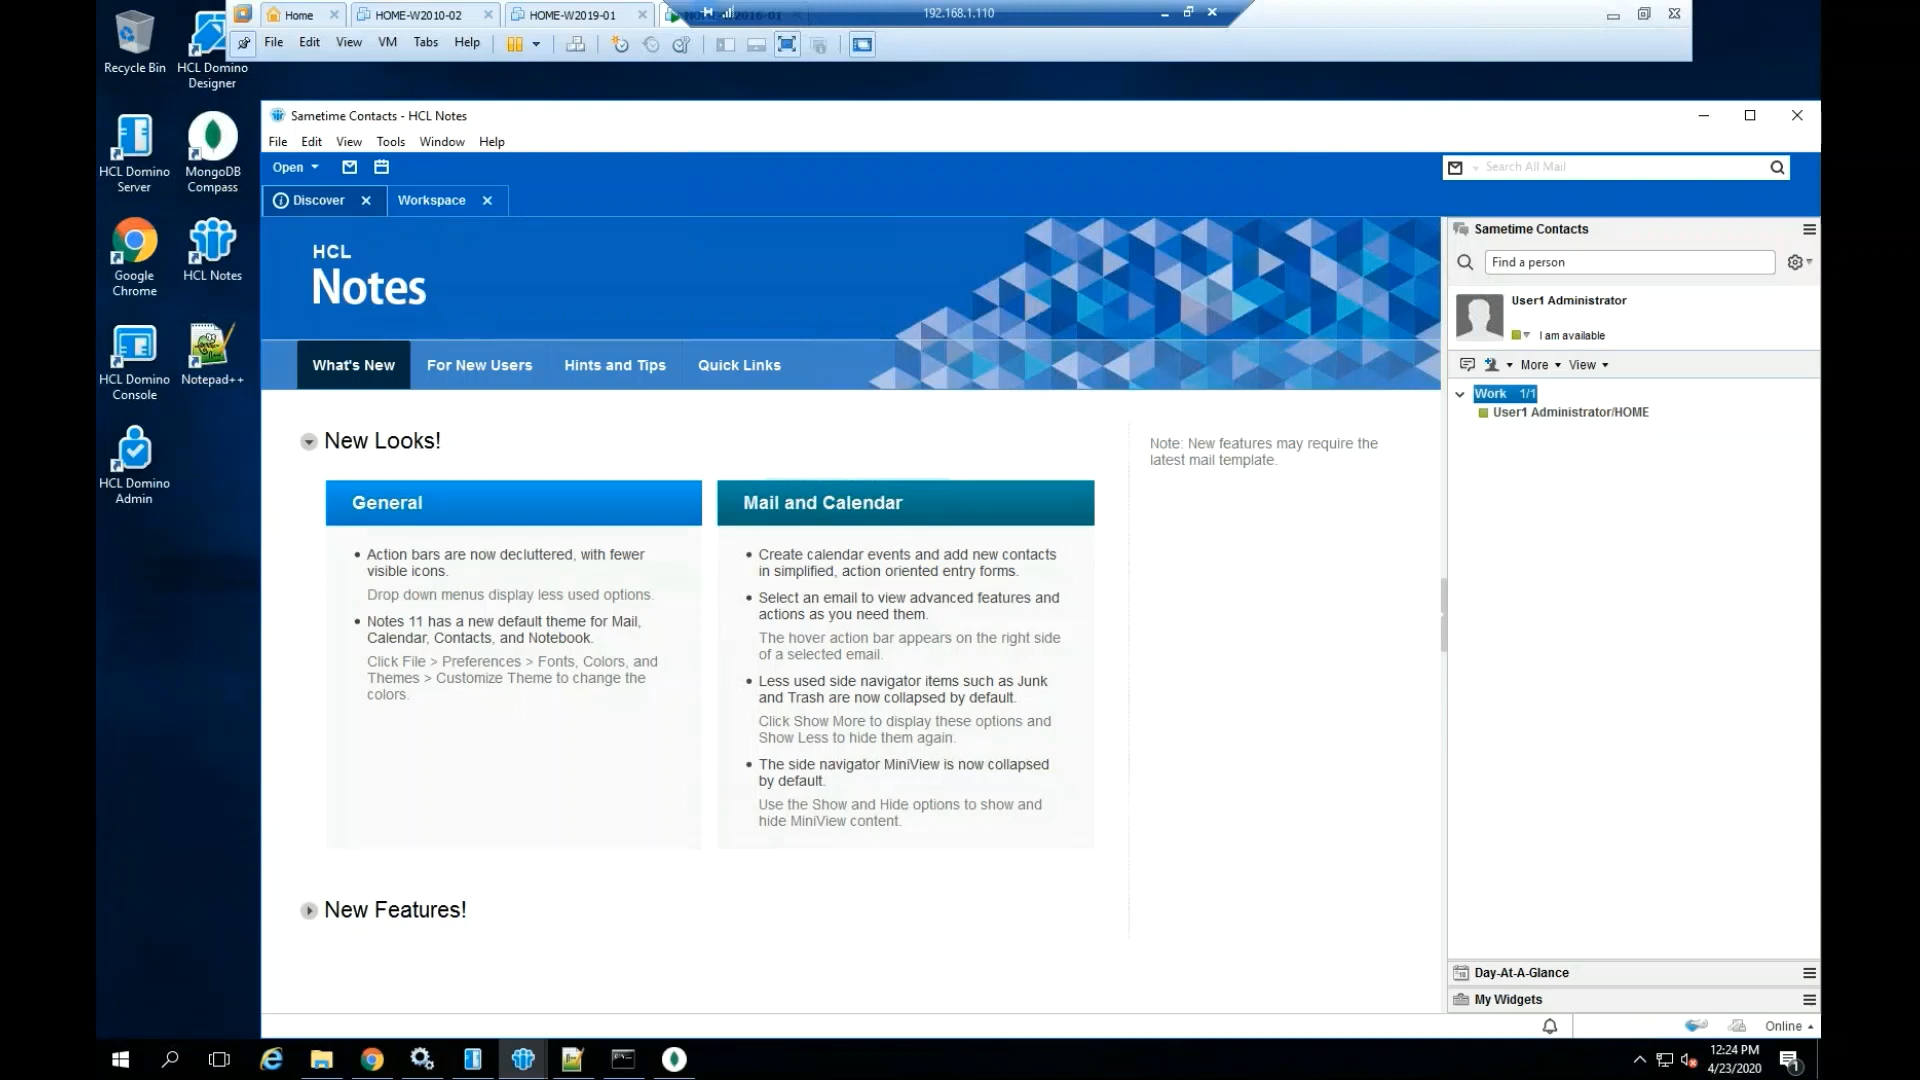 Home
HOME-W2010-02
HOME-W2019-01
192.168.1.110
File Edit View VM Tabs Help
Recycle Bin
HCL Domino
Designer
HCL Domino
Server
MongoDB
Compass
Google
Chrome
HCL Notes
HCL Domino
Console
Notepad++
HCL Domino
Admin
Sametime Contacts - HCL Notes
File Edit View Tools Window Help
Open
Search All Mail
Discover
Workspace
HCL
Notes
What's New
For New Users
Hints and Tips
Quick Links
New Looks!
General
• Action bars are now decluttered, with fewer
visible icons.
Drop down menus display less used options.
• Notes 11 has a new default theme for Mail,
Calendar, Contacts, and Notebook.
Click File > Preferences > Fonts, Colors, and
Themes > Customize Theme to change the
colors.
Mail and Calendar
• Create calendar events and add new contacts
in simplified, action oriented entry forms.
• Select an email to view advanced features and
actions as you need them.
The hover action bar appears on the right side
of a selected email.
• Less used side navigator items such as Junk
and Trash are now collapsed by default.
Click Show More to display these options and
Show Less to hide them again.
• The side navigator MiniView is now collapsed
by default.
Use the Show and Hide options to show and
hide MiniView content.
Note: New features may require the
latest mail template.
New Features!
Sametime Contacts
Find a person
User1 Administrator
I am available
More View
Work 1/1
User1 Administrator/HOME
Day-At-A-Glance
My Widgets
Online
12:24 PM
4/23/2020
1